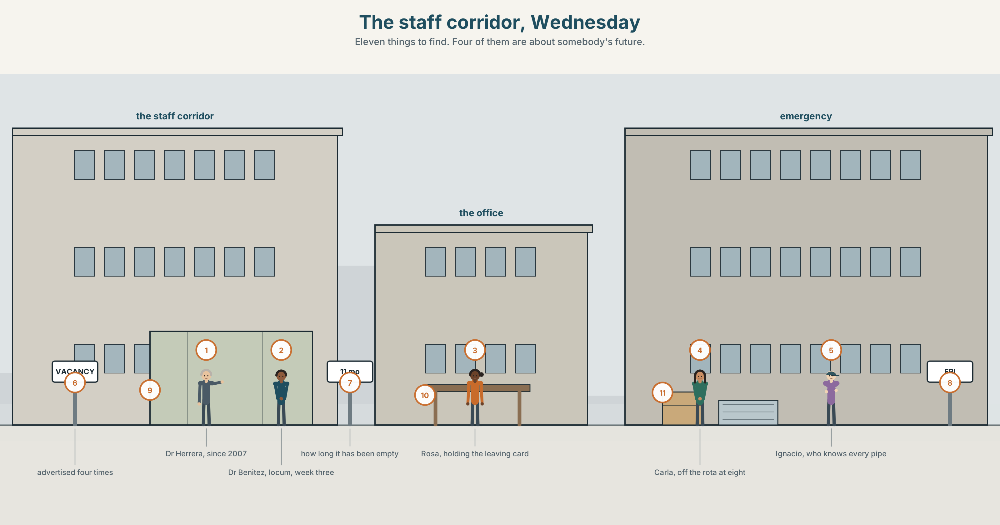 The staff corridor, Wednesday
Eleven things to find. Four of them are about somebody's future.
the staff corridor
emergency
the office
1
2
3
4
5
VACANCY
11 mo
FRI
6
7
8
9
10
11
Dr Herrera, since 2007
how long it has been empty
Rosa, holding the leaving card
Ignacio, who knows every pipe
advertised four times
Dr Benitez, locum, week three
Carla, off the rota at eight